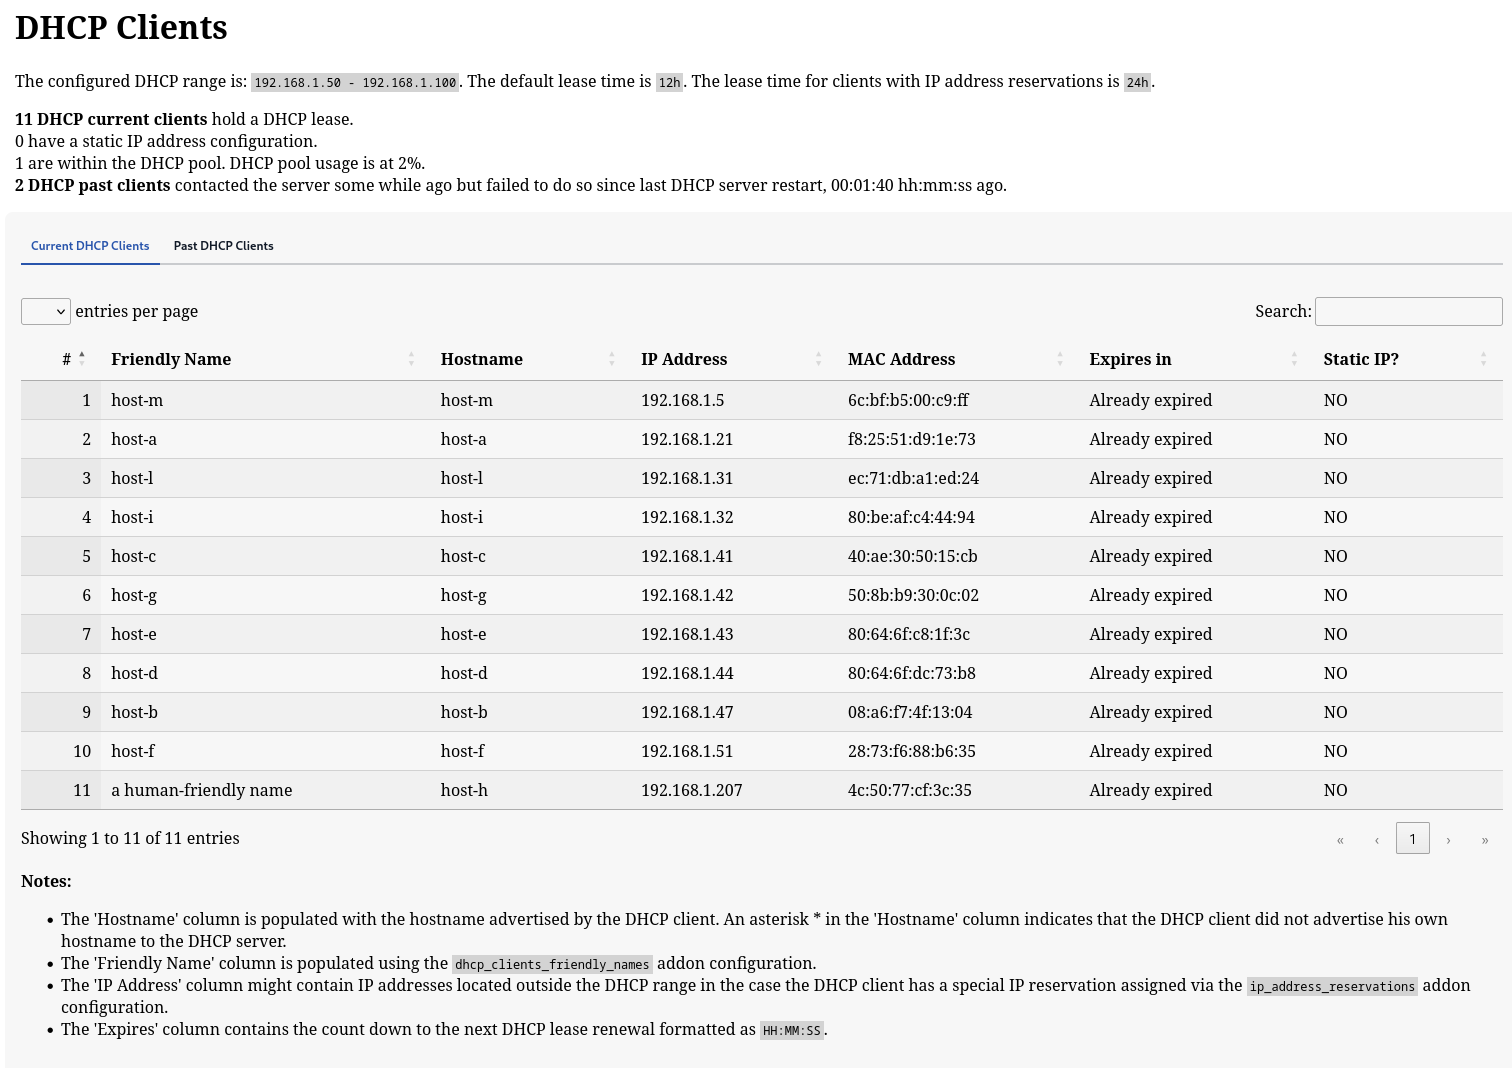 DHCP Clients
The configured DHCP range is: 192.168.1.50 - 192.168.1.100. The default lease time is 12h. The lease time for clients with IP address reservations is 24h.
11 DHCP current clients hold a DHCP lease.
0 have a static IP address configuration.
1 are within the DHCP pool. DHCP pool usage is at 2%.
2 DHCP past clients contacted the server some while ago but failed to do so since last DHCP server restart, 00:01:40 hh:mm:ss ago.
Current DHCP Clients Past DHCP Clients
entries per page Search:
# Friendly Name Hostname IP Address MAC Address Expires in Static IP?
1 host-m host-m 192.168.1.5 6c:bf:b5:00:c9:ff Already expired NO
2 host-a host-a 192.168.1.21 f8:25:51:d9:1e:73 Already expired NO
3 host-l host-l 192.168.1.31 ec:71:db:a1:ed:24 Already expired NO
4 host-i host-i 192.168.1.32 80:be:af:c4:44:94 Already expired NO
5 host-c host-c 192.168.1.41 40:ae:30:50:15:cb Already expired NO
6 host-g host-g 192.168.1.42 50:8b:b9:30:0c:02 Already expired NO
7 host-e host-e 192.168.1.43 80:64:6f:c8:1f:3c Already expired NO
8 host-d host-d 192.168.1.44 80:64:6f:dc:73:b8 Already expired NO
9 host-b host-b 192.168.1.47 08:a6:f7:4f:13:04 Already expired NO
10 host-f host-f 192.168.1.51 28:73:f6:88:b6:35 Already expired NO
11 a human-friendly name host-h 192.168.1.207 4c:50:77:cf:3c:35 Already expired NO
Showing 1 to 11 of 11 entries « ‹ 1 › »
Notes:
• The 'Hostname' column is populated with the hostname advertised by the DHCP client. An asterisk * in the 'Hostname' column indicates that the DHCP client did not advertise his own
hostname to the DHCP server.
• The 'Friendly Name' column is populated using the dhcp_clients_friendly_names addon configuration.
• The 'IP Address' column might contain IP addresses located outside the DHCP range in the case the DHCP client has a special IP reservation assigned via the ip_address_reservations addon
configuration.
• The 'Expires' column contains the count down to the next DHCP lease renewal formatted as HH:MM:SS.